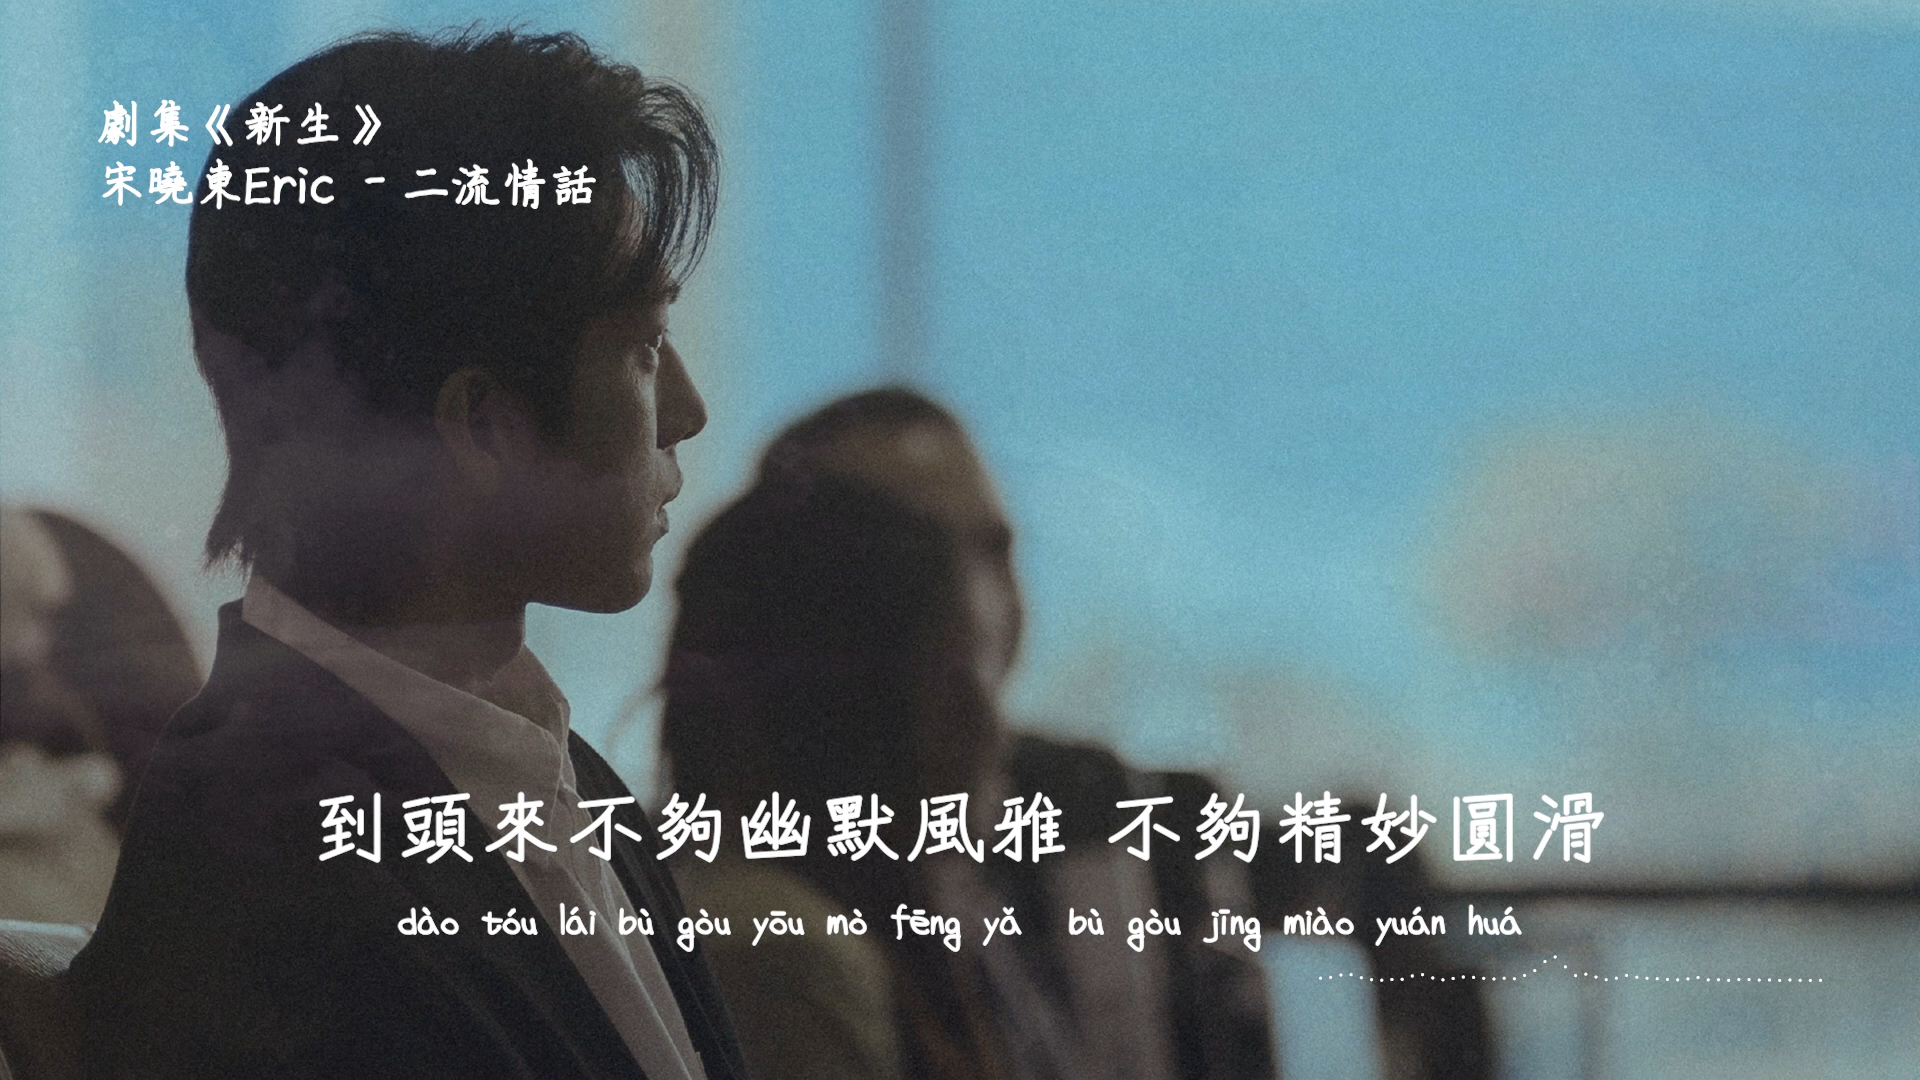 劇集《新生》
宋曉東Eric - 二流情話
到頭來不夠幽默風雅 不夠精妙圓滑
dào tóu lái bù gòu yōu mò fēng yǎ bù gòu jīng miào yuán huá